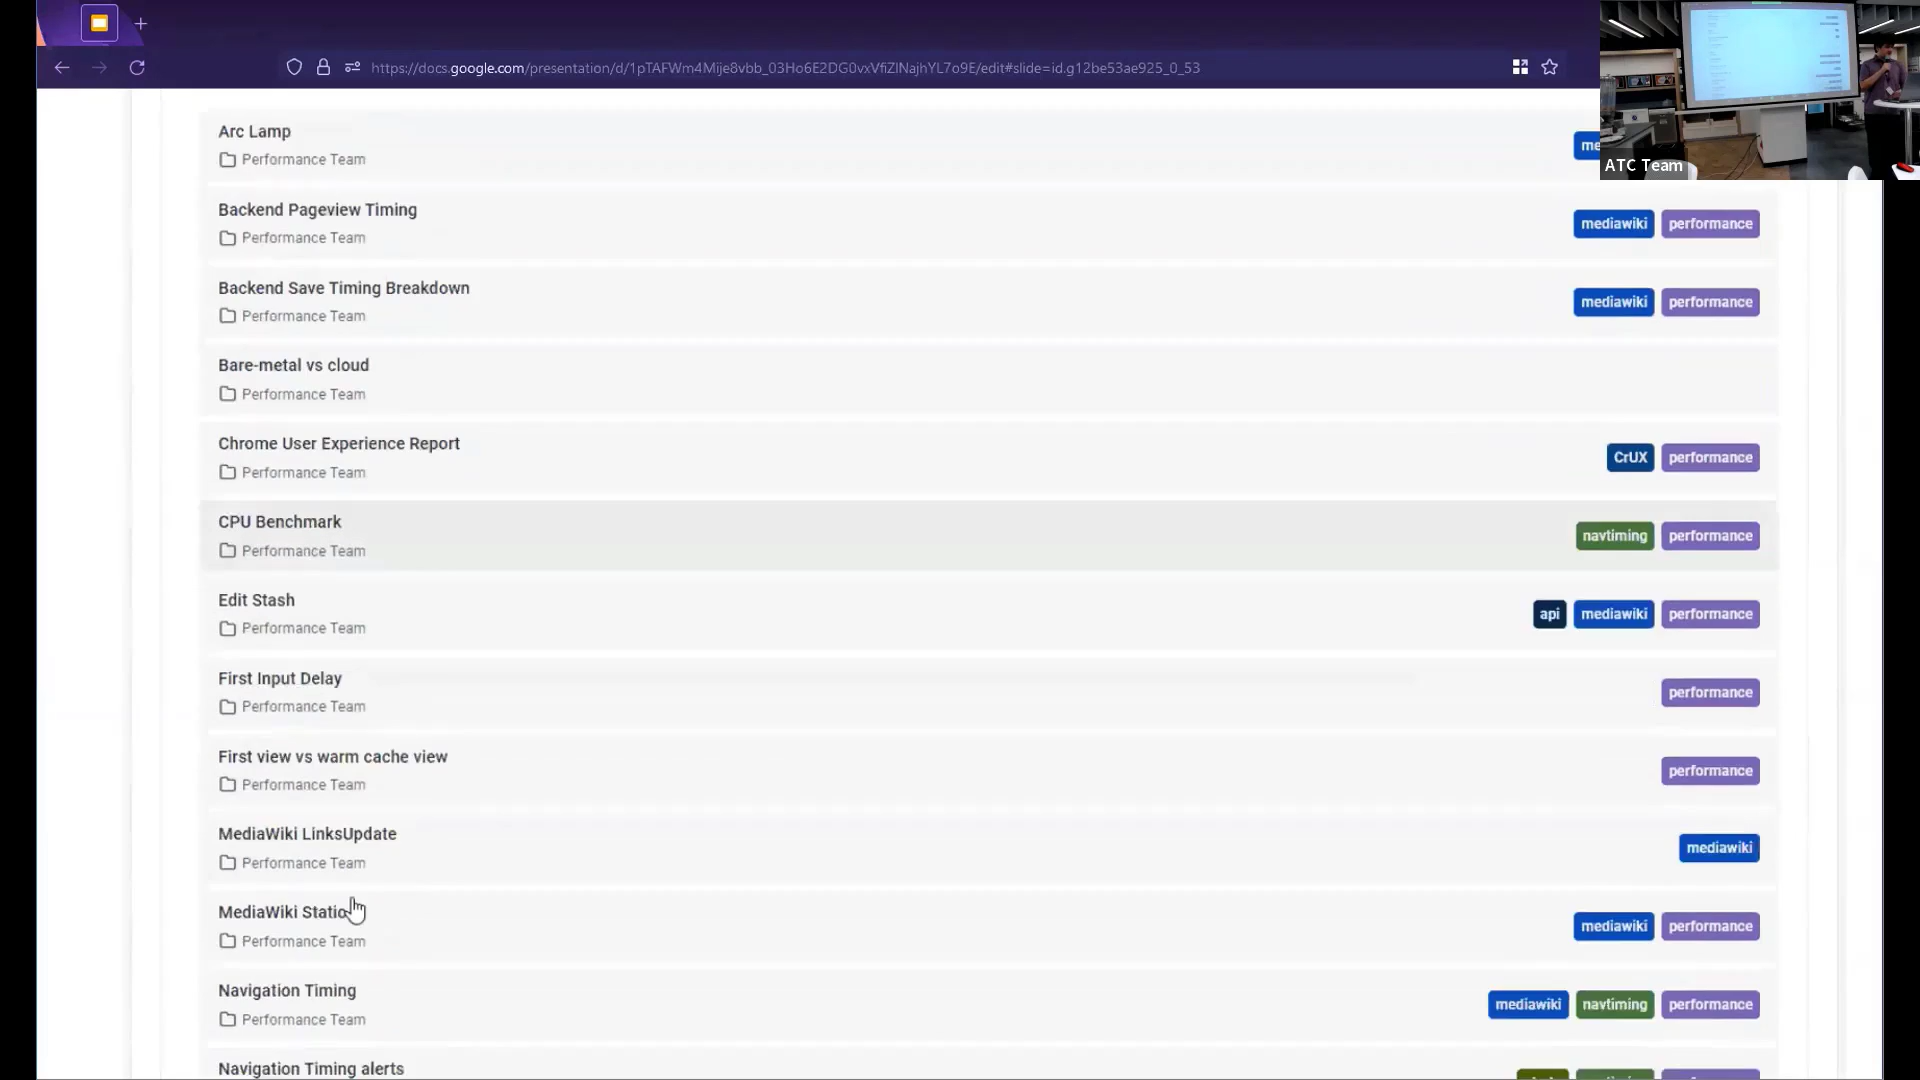 https://docs.google.com/presentation/d/1pTAFWm4Mije8vbb_03Ho6E2DG0vxVfiZlNajhYL7o9E/edit#slide=id.g12be53ae925_0_53
ATC Team
Arc Lamp
Performance Team
me
Backend Pageview Timing
Performance Team
mediawiki performance
Backend Save Timing Breakdown
Performance Team
mediawiki performance
Bare-metal vs cloud
Performance Team
Chrome User Experience Report
Performance Team
CrUX performance
CPU Benchmark
Performance Team
navtiming performance
Edit Stash
Performance Team
api mediawiki performance
First Input Delay
Performance Team
performance
First view vs warm cache view
Performance Team
performance
MediaWiki LinksUpdate
Performance Team
mediawiki
MediaWiki Static
Performance Team
mediawiki performance
Navigation Timing
Performance Team
mediawiki navtiming performance
Navigation Timing alerts